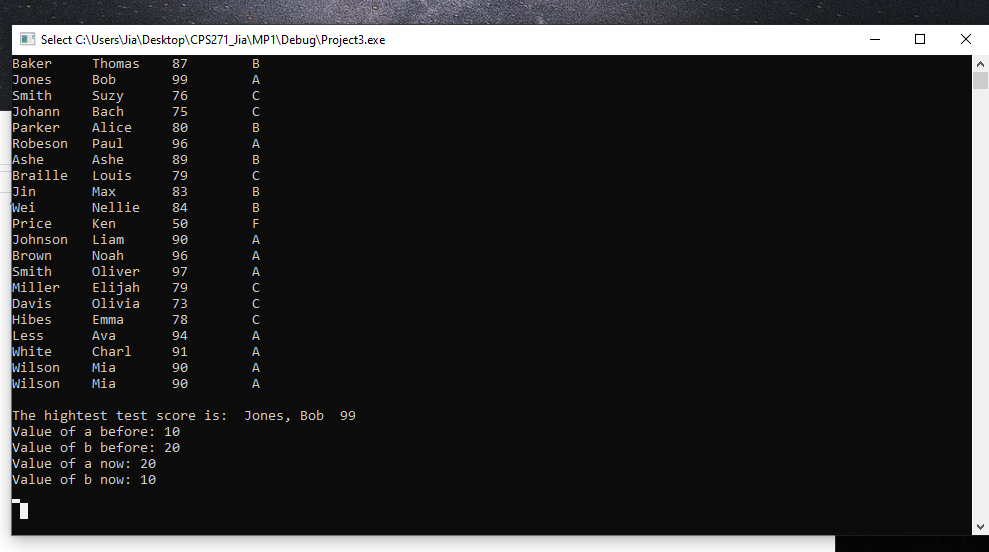 Select C:\Users\Jia\Desktop\CPS271_Jia\MP1\Debug\Project3.exe
Baker Thomas 87 B
Jones Bob 99 A
Smith Suzy 76 C
Johann Bach 75 C
Parker Alice 80 B
Robeson Paul 96 A
Ashe Ashe 89 B
Braille Louis 79 C
Jin Max 83 B
Wei Nellie 84 B
Price Ken 50 F
Johnson Liam 90 A
Brown Noah 96 A
Smith Oliver 97 A
Miller Elijah 79 C
Davis Olivia 73 C
Hibes Emma 78 C
Less Ava 94 A
White Charl 91 A
Wilson Mia 90 A
Wilson Mia 90 A
The hightest test score is: Jones, Bob 99
Value of a before: 10
Value of b before: 20
Value of a now: 20
Value of b now: 10